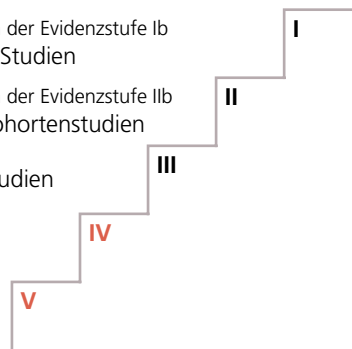 der Evidenzstufe Ib
I
Studien
der Evidenzstufe IIb
II
ohortenstudien
III
udien
IV
V